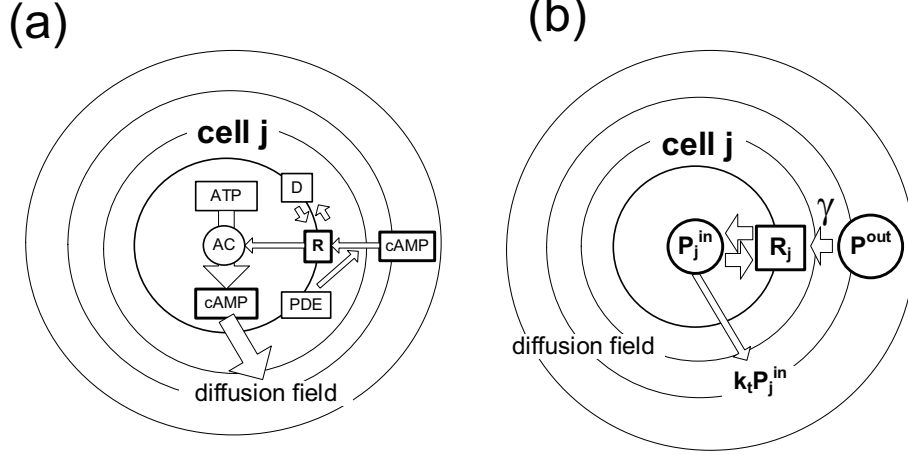 (a)
cell j
ATP
D
AC
R
cAMP
cAMP
PDE
diffusion field
(b)
cell j
γ
P_j^in
R_j
P^out
diffusion field
k_tP_j^in